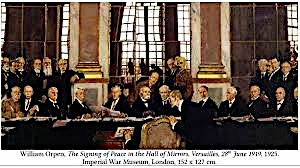 William Orpen, The Signing of Peace in the Hall of Mirrors, Versailles, 28th June 1919, 1925.
Imperial War Museum, London, 152 x 127 cm.